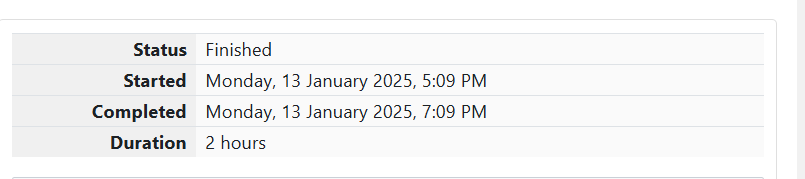 Status Finished
Started Monday, 13 January 2025, 5:09 PM
Completed Monday, 13 January 2025, 7:09 PM
Duration 2 hours